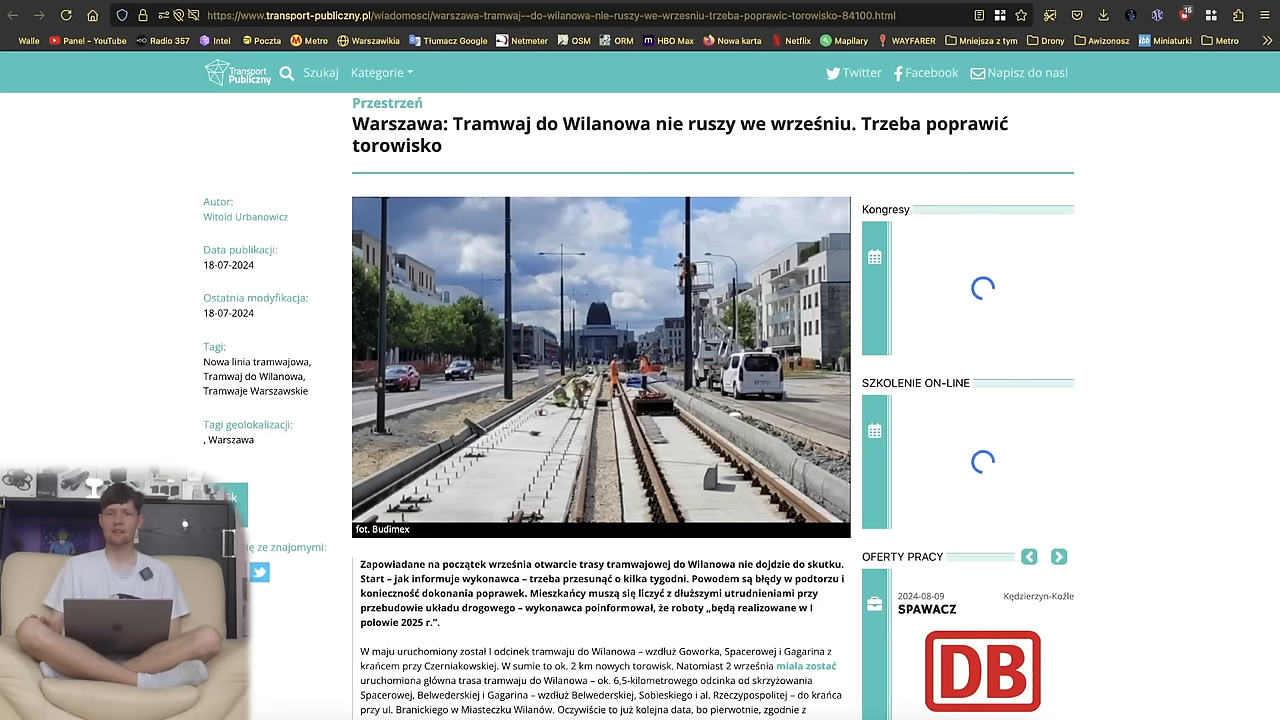 https://www.transport-publiczny.pl/wiadomosci/warszawa-tramwaj--do-wilanowa-nie-ruszy-we-wrzesniu-trzeba-poprawic-torowisko-84100.html
15
Walle Panel - YouTube Radio 357 Intel Poczta Metro Warszawikia Tłumacz Google Netmeter OSM ORM HBO Max Nowa karta Netflix Mapilary WAYFARER Mniejsza z tym Drony Awizonosz Miniaturki Metro
Transport Publiczny Szukaj Kategorie Twitter Facebook Napisz do nas!
Przestrzeń
Warszawa: Tramwaj do Wilanowa nie ruszy we wrześniu. Trzeba poprawić
torowisko
Autor:
Witold Urbanowicz
Data publikacji:
18-07-2024
Ostatnia modyfikacja:
18-07-2024
Tagi:
Nowa linia tramwajowa,
Tramwaj do Wilanowa,
Tramwaje Warszawskie
Tagi geolokalizacji:
, Warszawa
ze znajomymi:
fot. Budimex
Zapowiadane na początek września otwarcie trasy tramwajowej do Wilanowa nie dojdzie do skutku.
Start – jak informuje wykonawca – trzeba przesunąć o kilka tygodni. Powodem są błędy w podtorzu i
konieczność dokonania poprawek. Mieszkańcy muszą się liczyć z dłuższymi utrudnieniami przy
przebudowie układu drogowego – wykonawca poinformował, że roboty „będą realizowane w I
połowie 2025 r.”.
W maju uruchomiony został I odcinek tramwaju do Wilanowa – wzdłuż Goworka, Spacerowej i Gagarina z
krańcem przy Czerniakowskiej. W sumie to ok. 2 km nowych torowisk. Natomiast 2 września miała zostać
uruchomiona główna trasa tramwaju do Wilanowa – ok. 6,5-kilometrowego odcinka od skrzyżowania
Spacerowej, Belwederskiej i Gagarina – wzdłuż Belwederskiej, Sobieskiego i al. Rzeczypospolitej – do krańca
przy ul. Branickiego w Miasteczku Wilanów. Oczywiście to już kolejna data, bo pierwotnie, zgodnie z
Kongresy
SZKOLENIE ON-LINE
OFERTY PRACY
2024-08-09 Kędzierzyn-Koźle
SPAWACZ
DB